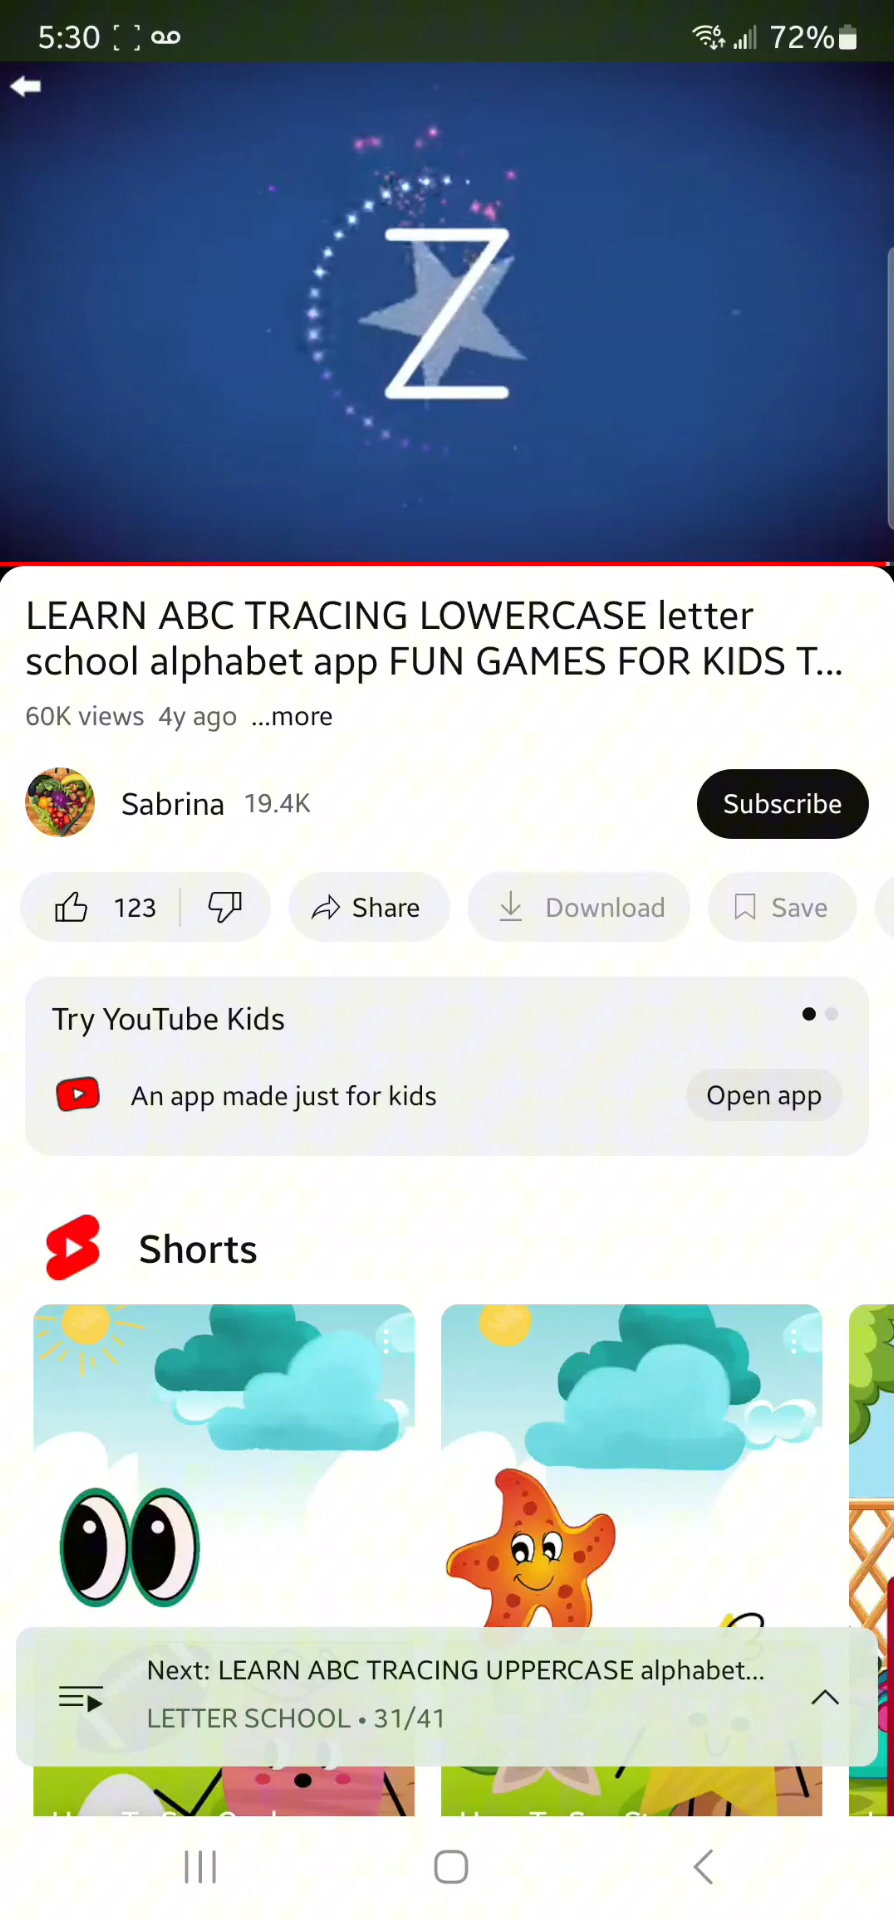 5:30
72%
Z
LEARN ABC TRACING LOWERCASE letter
school alphabet app FUN GAMES FOR KIDS T...
60K views 4y ago ...more
Sabrina 19.4K
Subscribe
123
Share
Download
Save
Try YouTube Kids
An app made just for kids
Open app
Shorts
Next: LEARN ABC TRACING UPPERCASE alphabet...
LETTER SCHOOL • 31/41